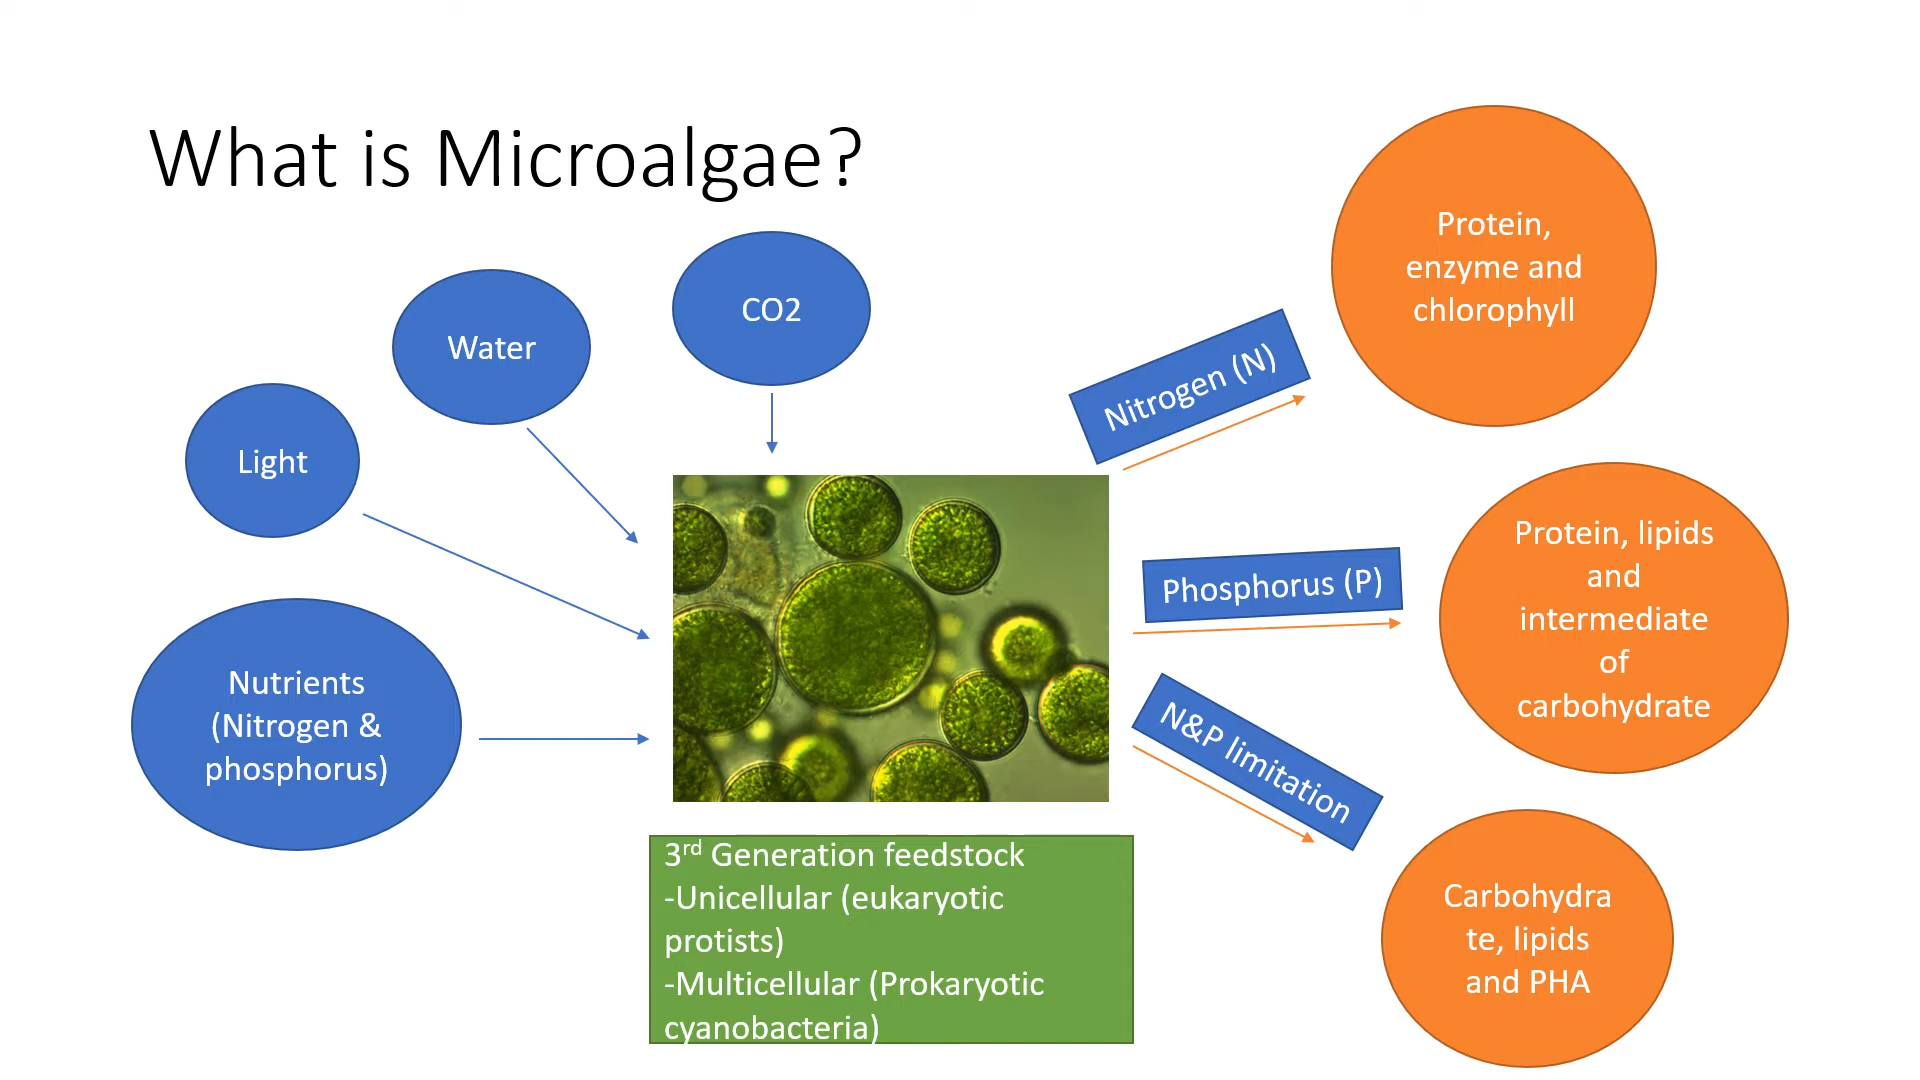 What is Microalgae?
CO2
Water
Light
Nutrients
(Nitrogen &
phosphorus)
3rd Generation feedstock
-Unicellular (eukaryotic
protists)
-Multicellular (Prokaryotic
cyanobacteria)
Nitrogen (N)
Protein,
enzyme and
chlorophyll
Phosphorus (P)
Protein, lipids
and
intermediate
of
carbohydrate
N&P limitation
Carbohydra
te, lipids
and PHA